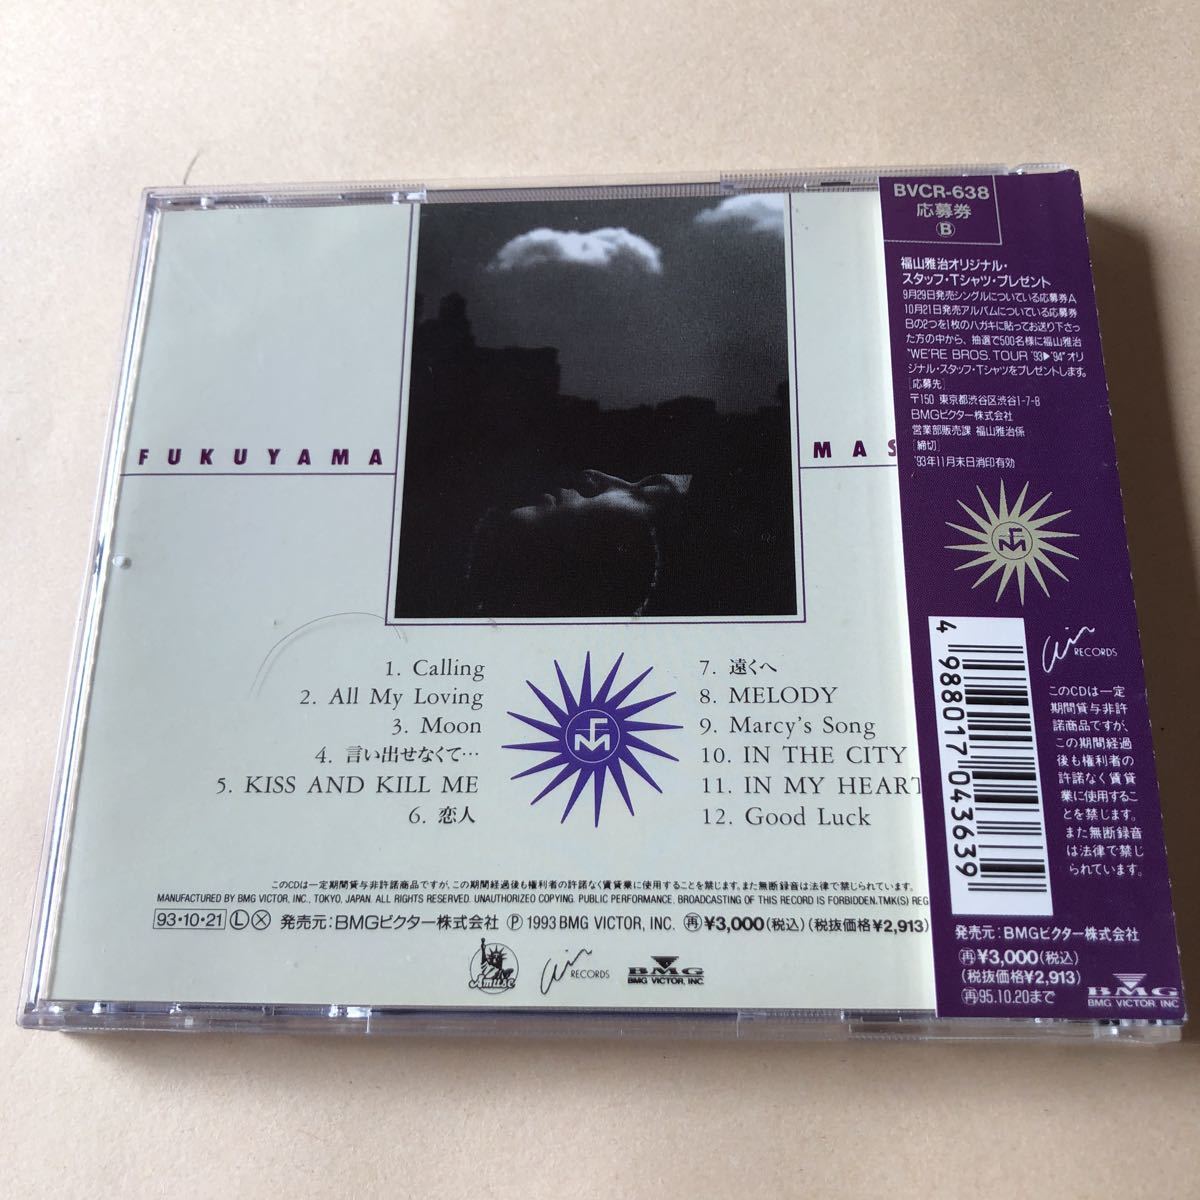 BVCR-638
応募券
B
福山雅治オリジナル・
スタッフ・Tシャツ・プレゼント
9月29日発売シングルについている応募券A
10月21日発売アルバムについている応募券
Bの2つを1枚のハガキに貼ってお送り下さっ
た方の中から、抽選で500名様に福山雅治
"WE'RE BROS. TOUR '93▶'94"オリ
ジナル・スタッフ・Tシャツをプレゼントします。
[応募先]
〒150 東京都渋谷区渋谷1-7-8
BMGビクター株式会社
営業部販売課 福山雅治係
[締切]
'93年11月末日消印有効
FM
4 988017 043639
Air RECORDS
このCDは一定
期間貸与非許
諾商品ですが、
この期間経過
後も権利者の
許諾なく賃貸
業に使用するこ
とを禁じます。
また無断録音
は法律で禁じ
られています。
発売元:BMGビクター株式会社
再¥3,000(税込)
(税抜価格¥2,913)
再95.10.20まで
BMG
BMG VICTOR, INC
FUKUYAMA
MAS
1. Calling
2. All My Loving
3. Moon
4. 言い出せなくて…
5. KISS AND KILL ME
6. 恋人
FM
7. 遠くへ
8. MELODY
9. Marcy's Song
10. IN THE CITY
11. IN MY HEART
12. Good Luck
このCDは一定期間貸与非許諾商品ですが、この期間経過後も権利者の許諾なく賃貸業に使用することを禁じます。また無断録音は法律で禁じられています。
MANUFACTURED BY BMG VICTOR, INC., TOKYO, JAPAN. ALL RIGHTS RESERVED. UNAUTHORIZED COPYING. PUBLIC PERFORMANCE. BROADCASTING OF THIS RECORD IS FORBIDDEN.TMK(S) REG
93・10・21 Ⓛ Ⓧ 発売元:BMGビクター株式会社 Ⓟ 1993 BMG VICTOR, INC. 再¥3,000(税込)(税抜価格¥2,913)
Amuse
Air RECORDS
BMG
BMG VICTOR, INC.